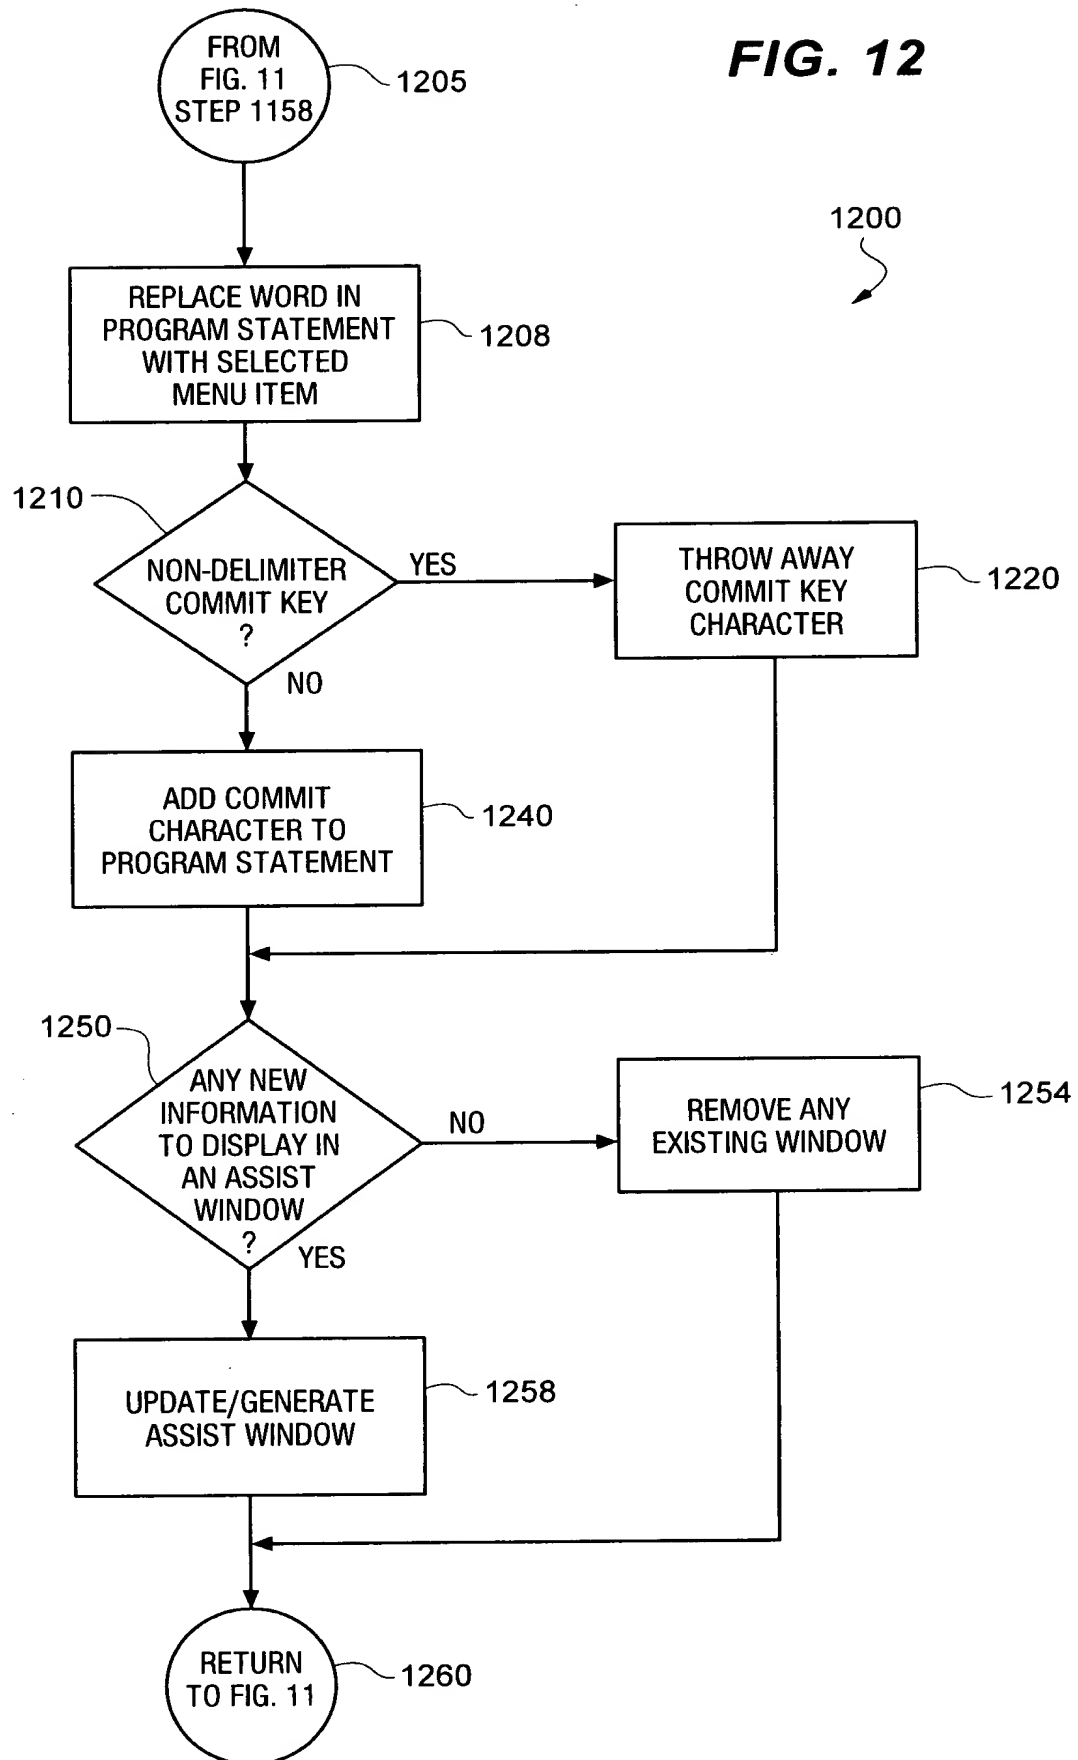 FROM
FIG. 11
STEP 1158
1205
FIG. 12
1200
REPLACE WORD IN
PROGRAM STATEMENT
WITH SELECTED
MENU ITEM
1208
1210
NON-DELIMITER
COMMIT KEY
?
YES
NO
THROW AWAY
COMMIT KEY
CHARACTER
1220
ADD COMMIT
CHARACTER TO
PROGRAM STATEMENT
1240
1250
ANY NEW
INFORMATION
TO DISPLAY IN
AN ASSIST
WINDOW
?
NO
YES
REMOVE ANY
EXISTING WINDOW
1254
UPDATE/GENERATE
ASSIST WINDOW
1258
RETURN
TO FIG. 11
1260